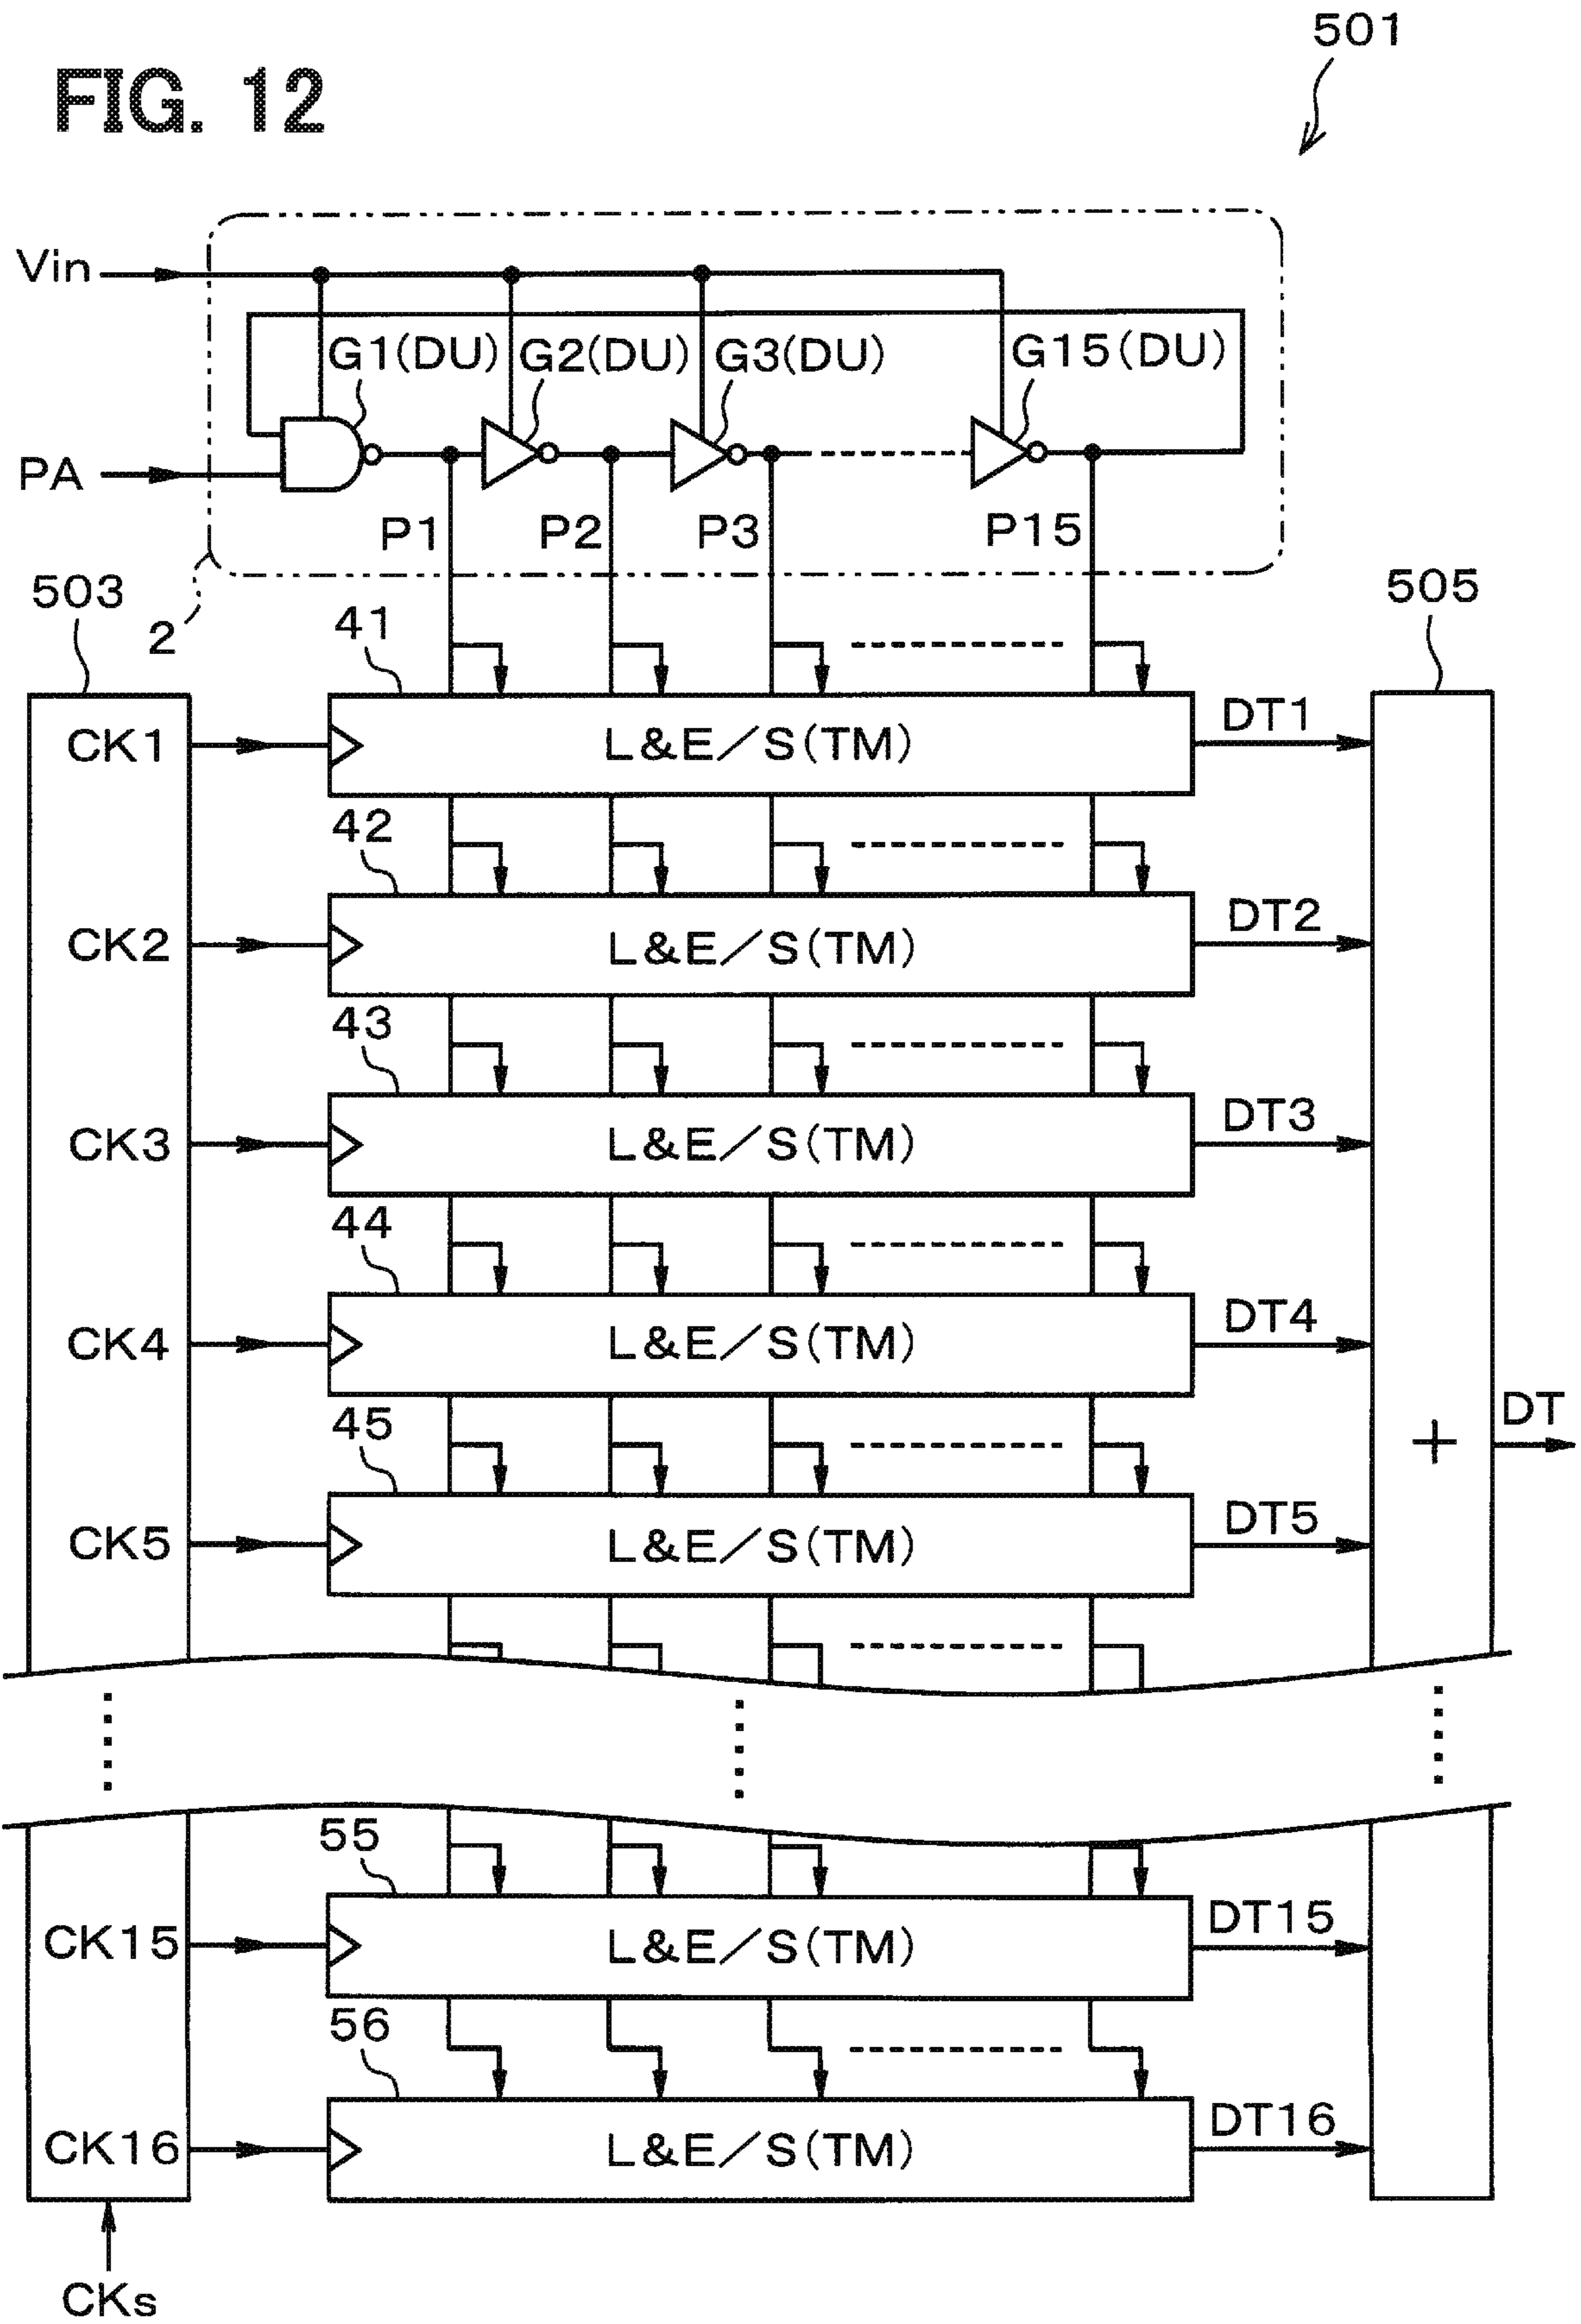 501
FIG. 12
Vin
G1(DU) G2(DU) G3(DU) G15(DU)
PA
P1 P2 P3 P15
2
503
505
41
CK1 L&E/S(TM) DT1
42
CK2 L&E/S(TM) DT2
43
CK3 L&E/S(TM) DT3
44
CK4 L&E/S(TM) DT4
+ DT
45
CK5 L&E/S(TM) DT5
55
CK15 L&E/S(TM) DT15
56
CK16 L&E/S(TM) DT16
CKs